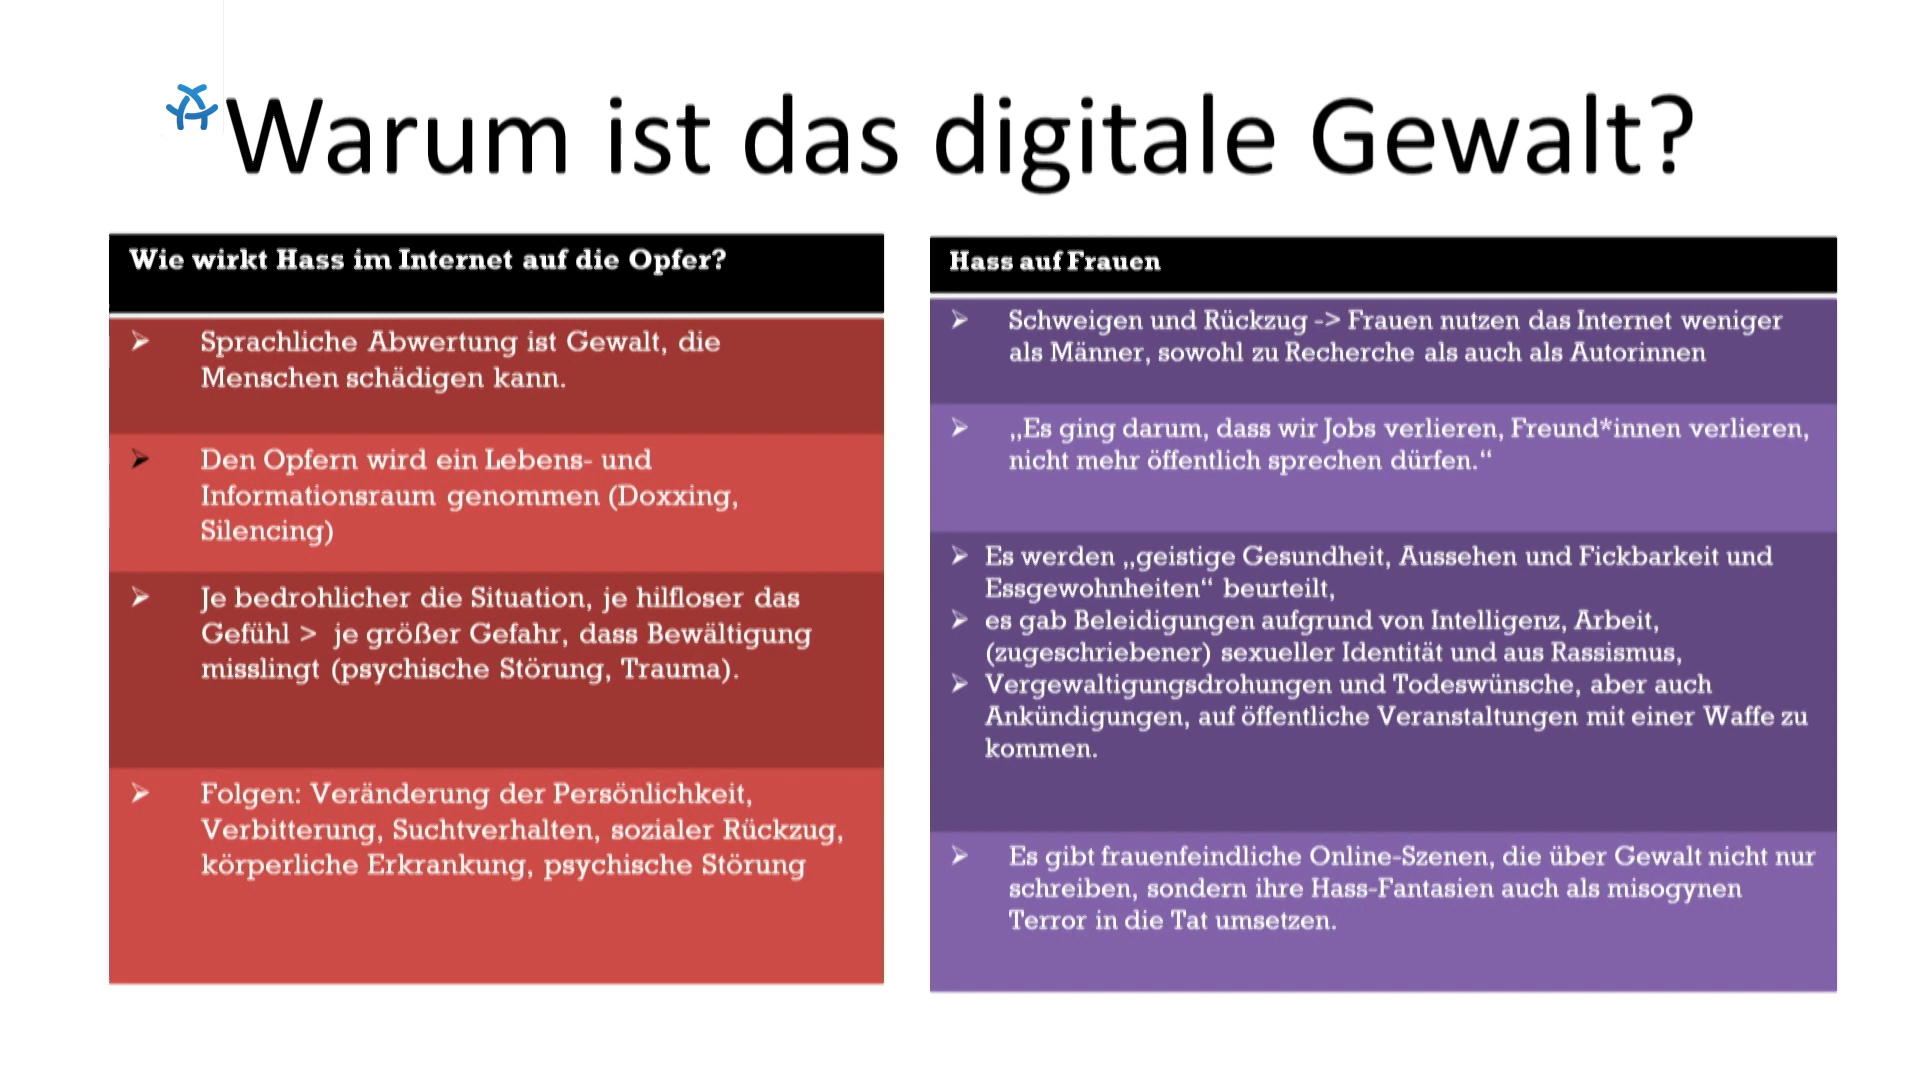 Warum ist das digitale Gewalt?
Wie wirkt Hass im Internet auf die Opfer?
➢ Sprachliche Abwertung ist Gewalt, die
Menschen schädigen kann.
➢ Den Opfern wird ein Lebens- und
Informationsraum genommen (Doxxing,
Silencing)
➢ Je bedrohlicher die Situation, je hilfloser das
Gefühl > je größer Gefahr, dass Bewältigung
misslingt (psychische Störung, Trauma).
➢ Folgen: Veränderung der Persönlichkeit,
Verbitterung, Suchtverhalten, sozialer Rückzug,
körperliche Erkrankung, psychische Störung
Hass auf Frauen
➢ Schweigen und Rückzug -> Frauen nutzen das Internet weniger
als Männer, sowohl zu Recherche als auch als Autorinnen
➢ „Es ging darum, dass wir Jobs verlieren, Freund*innen verlieren,
nicht mehr öffentlich sprechen dürfen.“
➢ Es werden „geistige Gesundheit, Aussehen und Fickbarkeit und
Essgewohnheiten“ beurteilt,
➢ es gab Beleidigungen aufgrund von Intelligenz, Arbeit,
(zugeschriebener) sexueller Identität und aus Rassismus,
➢ Vergewaltigungsdrohungen und Todeswünsche, aber auch
Ankündigungen, auf öffentliche Veranstaltungen mit einer Waffe zu
kommen.
➢ Es gibt frauenfeindliche Online-Szenen, die über Gewalt nicht nur
schreiben, sondern ihre Hass-Fantasien auch als misogynen
Terror in die Tat umsetzen.